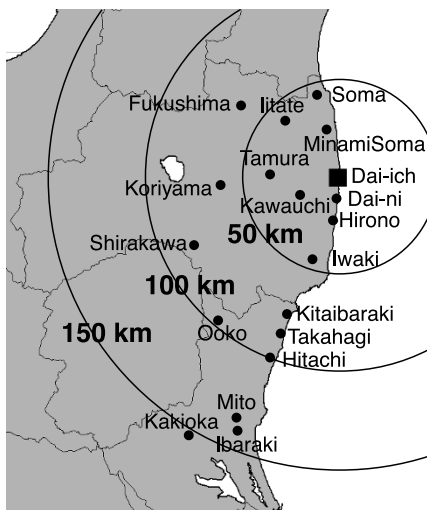 Soma
Fukushima
Iitate
MinamiSoma
Tamura
Dai-ich
Koriyama
Kawauchi
Dai-ni
Hirono
50 km
Shirakawa
Iwaki
100 km
Kitaibaraki
150 km
Ooko
Takahagi
Hitachi
Mito
Kakioka
Ibaraki